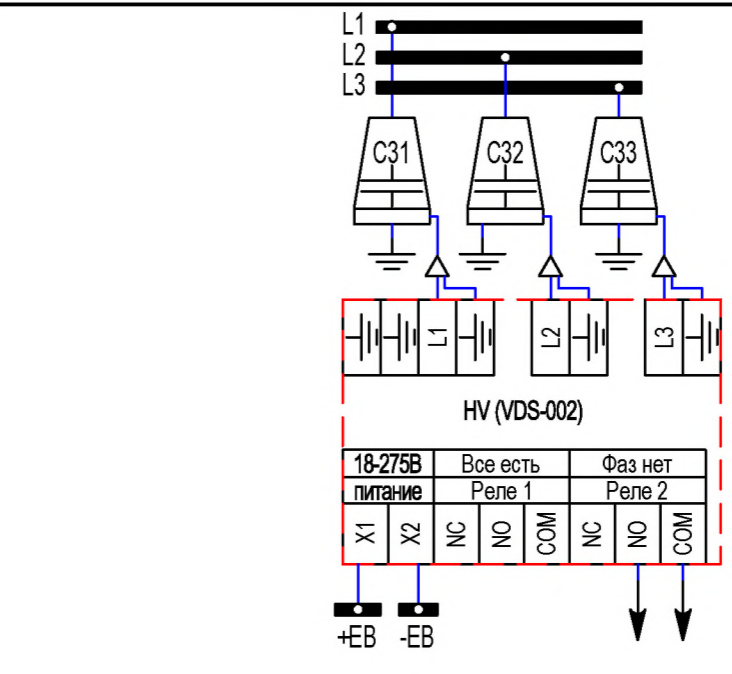 L1
L2
L3
C31 C32 C33
L1 L2 L3
HV (VDS-002)
18-275В Все есть Фаз нет
питание Реле 1 Реле 2
X1 X2 NC NO COM NC NO COM
+EB -EB